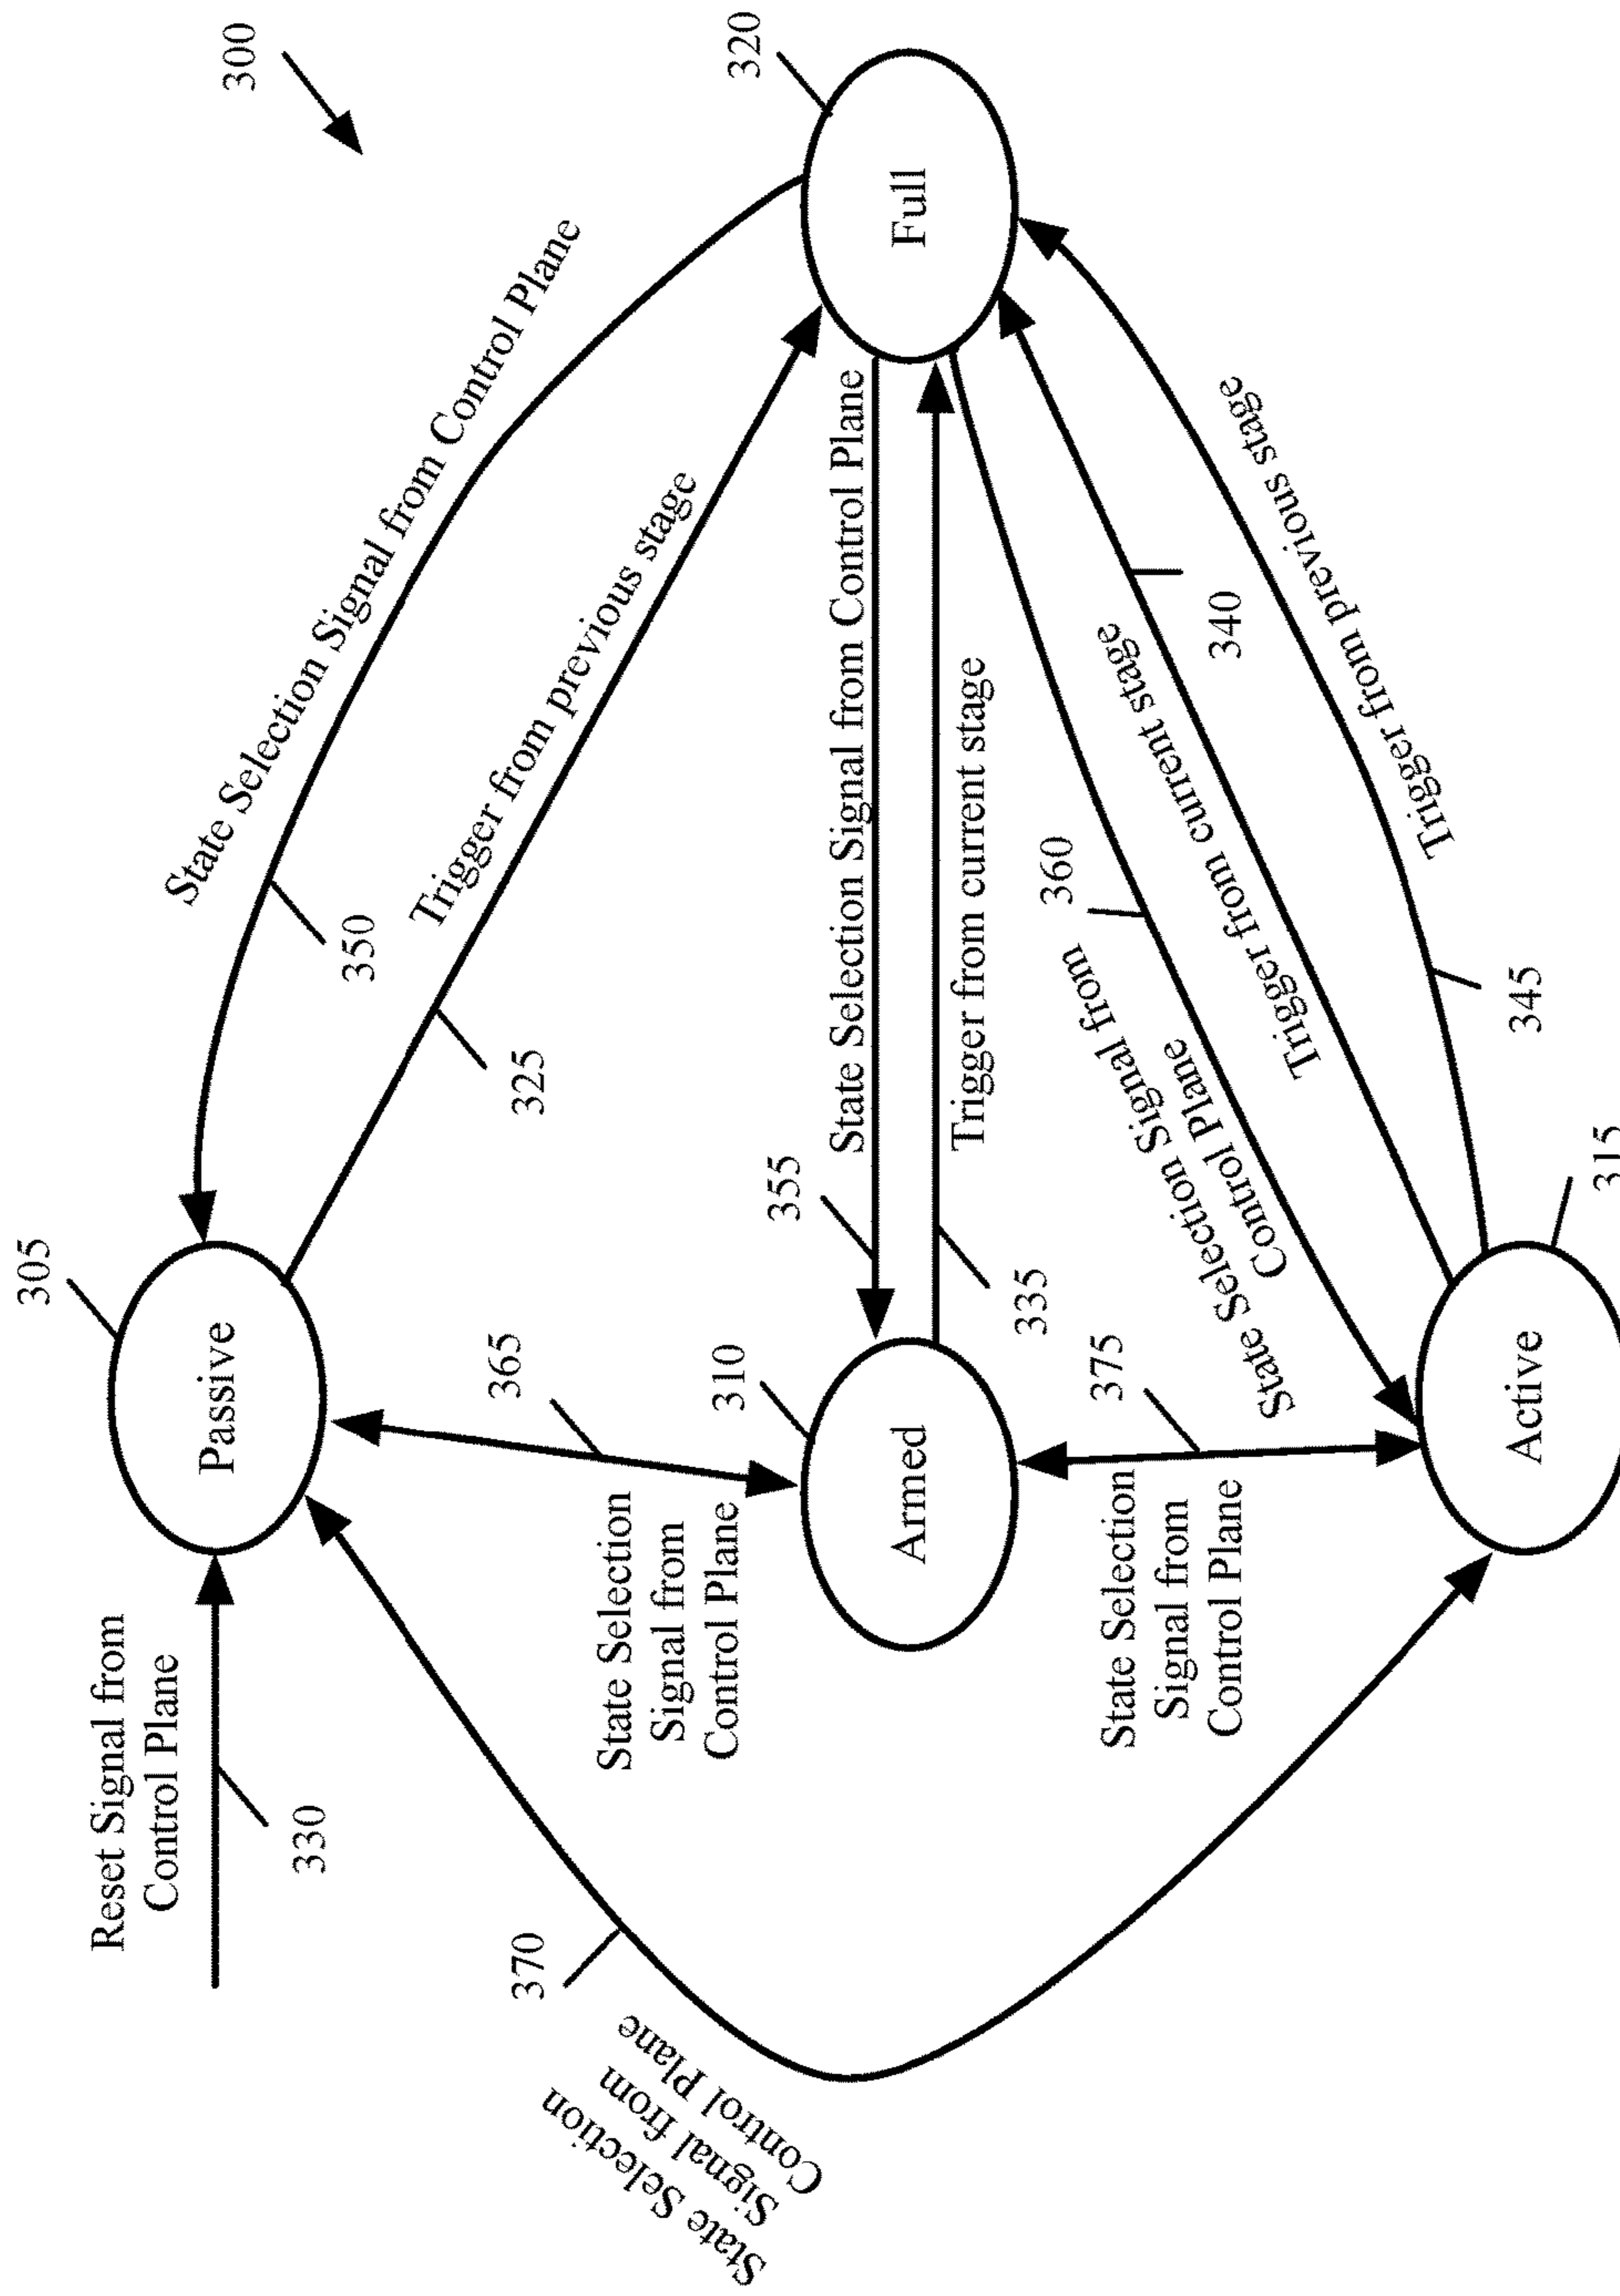 300
305
Passive
Reset Signal from
Control Plane
330
State Selection Signal from Control Plane
350
Trigger from previous stage
325
320
Full
365
State Selection
Signal from
Control Plane
370
State Selection
Signal from
Control Plane
310
Armed
355
State Selection Signal from Control Plane
Trigger from current stage
335
375
State Selection
Signal from
Control Plane
360
State Selection Signal from
Control Plane
Trigger from current stage
340
Trigger from previous stage
345
Active
315